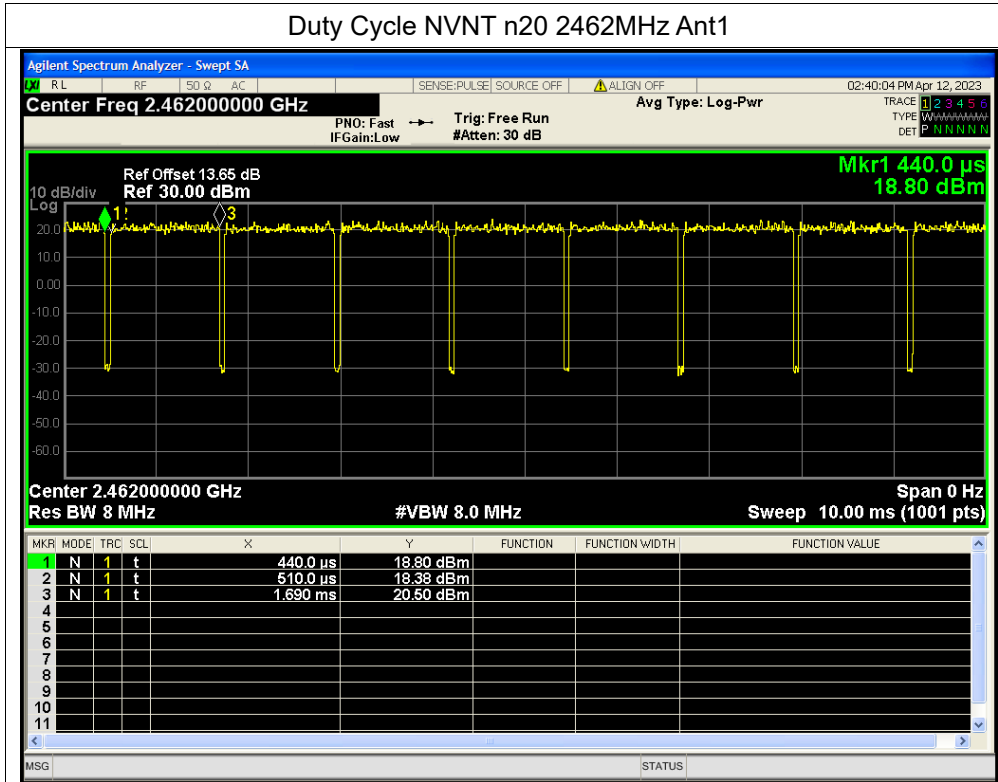 Duty Cycle NVNT n20 2462MHz Ant1
Agilent Spectrum Analyzer - Swept SA
LXI RL RF 50 Ω AC SENSE:PULSE SOURCE OFF ALIGN OFF 02:40:04 PM Apr 12, 2023
Center Freq 2.462000000 GHz Avg Type: Log-Pwr TRACE 1 2 3 4 5 6
PNO: Fast Trig: Free Run TYPE WWWWWW
IFGain:Low #Atten: 30 dB DET P N N N N N
Mkr1 440.0 µs
Ref Offset 13.65 dB
10 dB/div Ref 30.00 dBm 18.80 dBm
Log
1 3
20.0
10.0
0.00
-10.0
-20.0
-30.0
-40.0
-50.0
-60.0
Center 2.462000000 GHz Span 0 Hz
Res BW 8 MHz #VBW 8.0 MHz Sweep 10.00 ms (1001 pts)
MKR MODE TRC SCL X Y FUNCTION FUNCTION WIDTH FUNCTION VALUE
1 N 1 t 440.0 µs 18.80 dBm
2 N 1 t 510.0 µs 18.38 dBm
3 N 1 t 1.690 ms 20.50 dBm
4
5
6
7
8
9
10
11
MSG STATUS